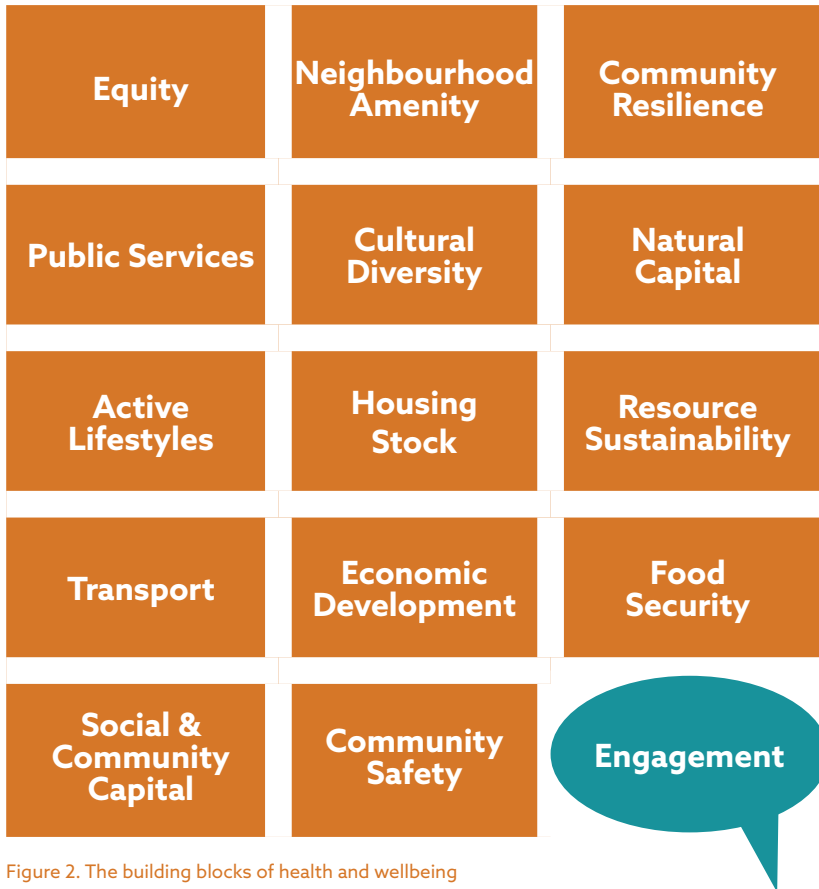 Equity
Neighbourhood
Amenity
Community
Resilience
Public Services
Cultural
Diversity
Natural
Capital
Active
Lifestyles
Housing
Stock
Resource
Sustainability
Transport
Economic
Development
Food
Security
Social &
Community
Capital
Community
Safety
Engagement
Figure 2. The building blocks of health and wellbeing